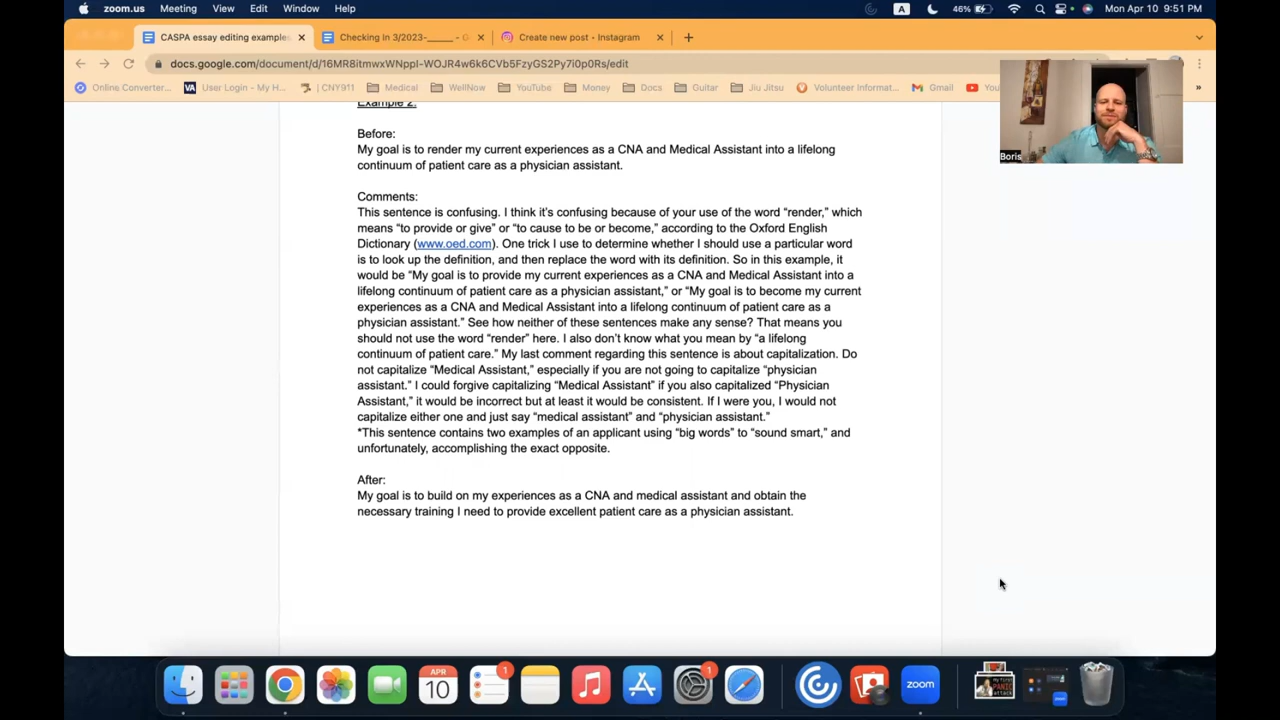 zoom.us Meeting View Edit Window Help A 46% Mon Apr 10 9:51 PM
CASPA essay editing examples Checking in 3/2023-______ - G Create new post • Instagram
docs.google.com/document/d/16MR8itmwxWNppI-WOJR4w6k6CVb5FzyGS2Py7i0p0Rs/edit
Online Converter... VA User Login - My H... | CNY911 Medical WellNow YouTube Money Docs Guitar Jiu Jitsu Volunteer Informat... Gmail You »
Example 2:
Before:
My goal is to render my current experiences as a CNA and Medical Assistant into a lifelong
continuum of patient care as a physician assistant.
Boris
Comments:
This sentence is confusing. I think it’s confusing because of your use of the word “render,” which
means “to provide or give” or “to cause to be or become,” according to the Oxford English
Dictionary (www.oed.com). One trick I use to determine whether I should use a particular word
is to look up the definition, and then replace the word with its definition. So in this example, it
would be “My goal is to provide my current experiences as a CNA and Medical Assistant into a
lifelong continuum of patient care as a physician assistant,” or “My goal is to become my current
experiences as a CNA and Medical Assistant into a lifelong continuum of patient care as a
physician assistant.” See how neither of these sentences make any sense? That means you
should not use the word “render” here. I also don’t know what you mean by “a lifelong
continuum of patient care.” My last comment regarding this sentence is about capitalization. Do
not capitalize “Medical Assistant,” especially if you are not going to capitalize “physician
assistant.” I could forgive capitalizing “Medical Assistant” if you also capitalized “Physician
Assistant,” it would be incorrect but at least it would be consistent. If I were you, I would not
capitalize either one and just say “medical assistant” and “physician assistant.”
*This sentence contains two examples of an applicant using “big words” to “sound smart,” and
unfortunately, accomplishing the exact opposite.
After:
My goal is to build on my experiences as a CNA and medical assistant and obtain the
necessary training I need to provide excellent patient care as a physician assistant.
APR
10
1
1
zoom
my first
PANIC
attack